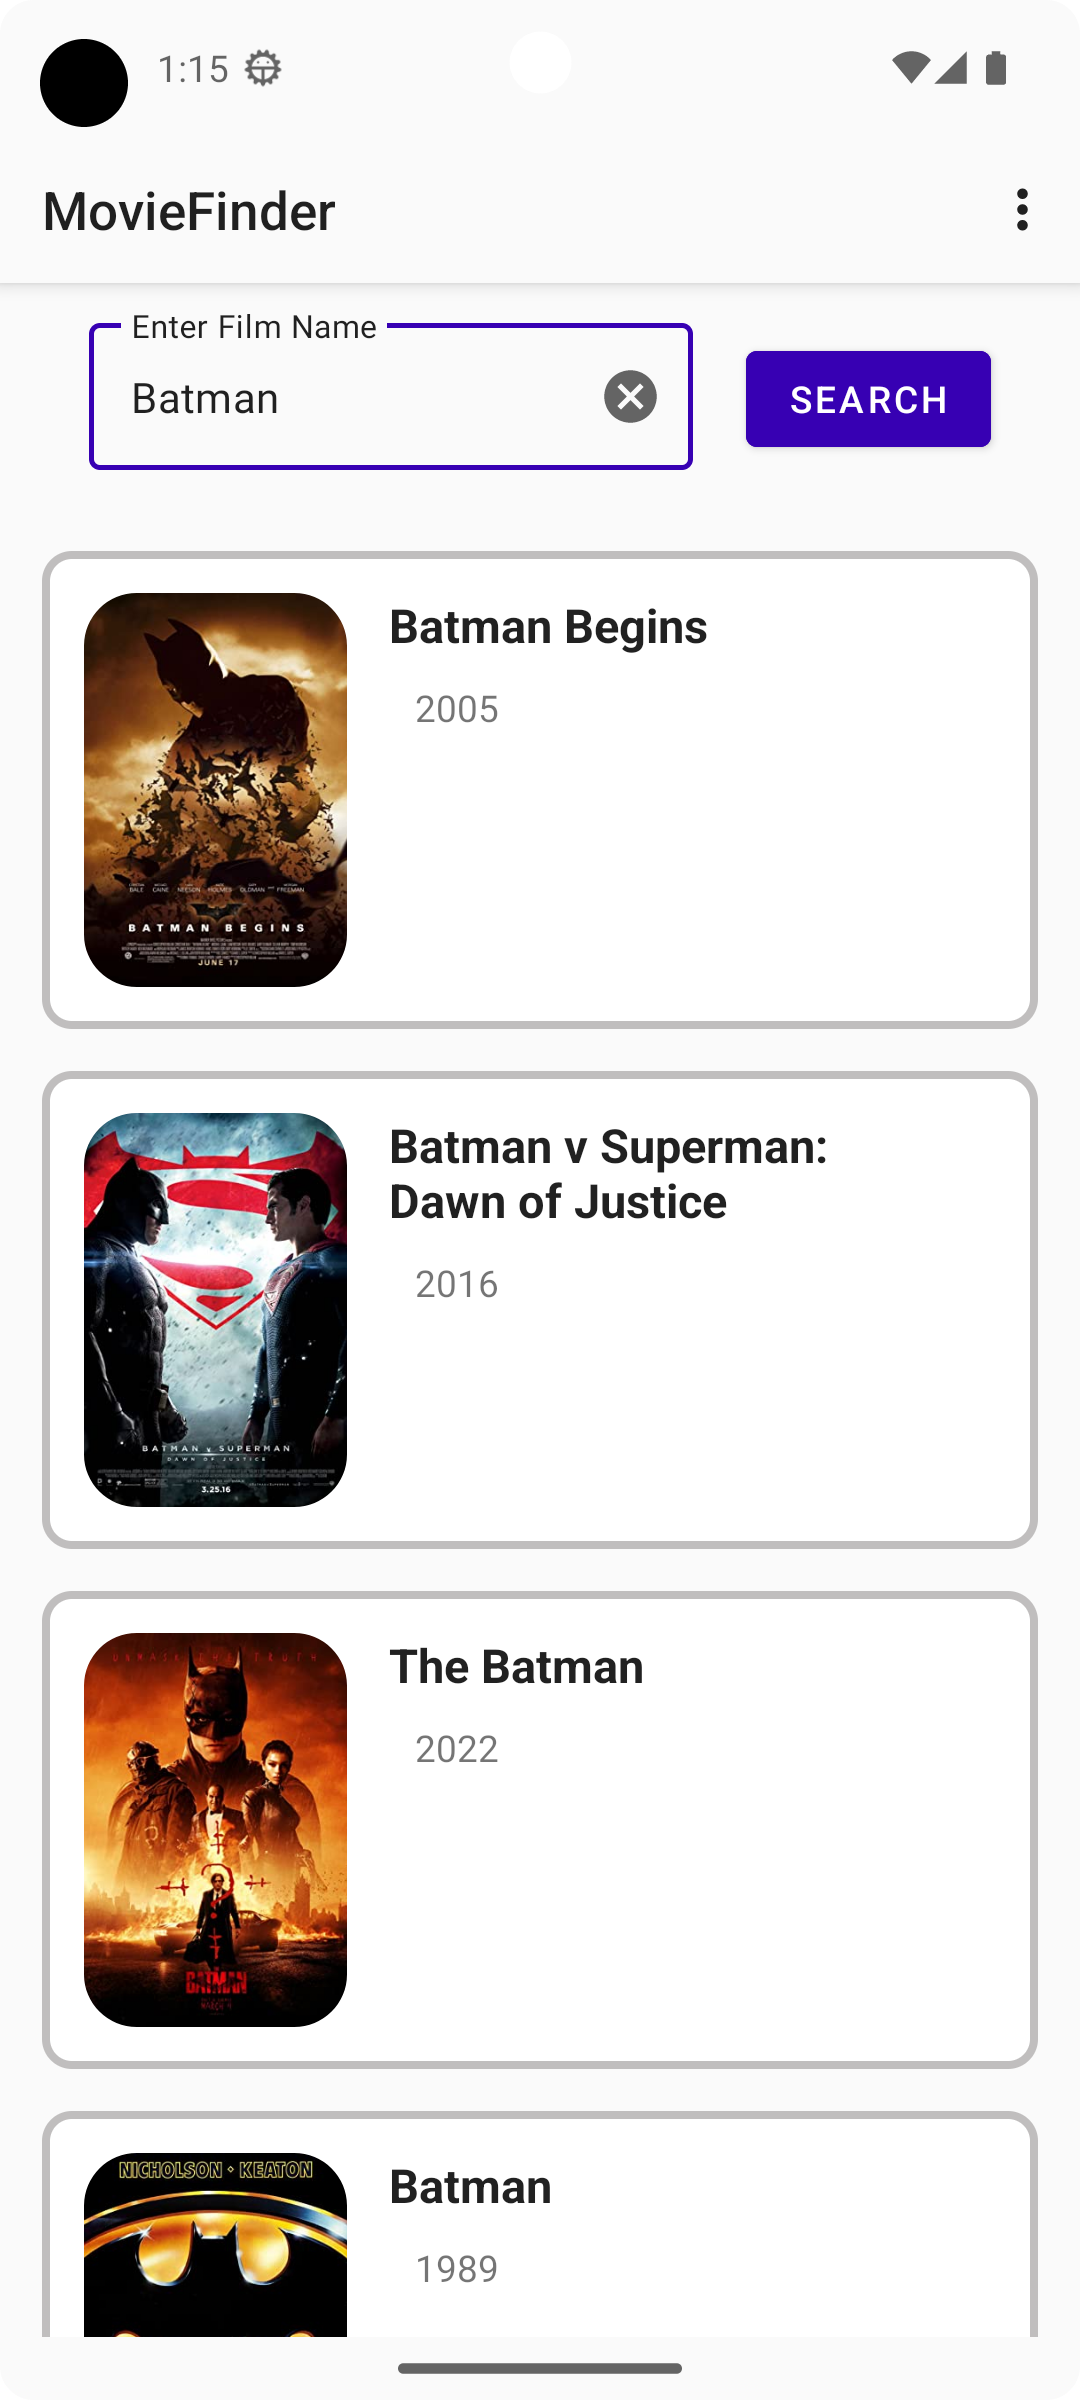 1:15
MovieFinder
Enter Film Name
Batman
SEARCH
Batman Begins
2005
BATMAN BEGINS
JUNE 17
Batman v Superman:
Dawn of Justice
2016
BATMAN v SUPERMAN
DAWN OF JUSTICE
3.25.16
The Batman
2022
UNMASK THE TRUTH
BATMAN
NICHOLSON • KEATON
Batman
1989